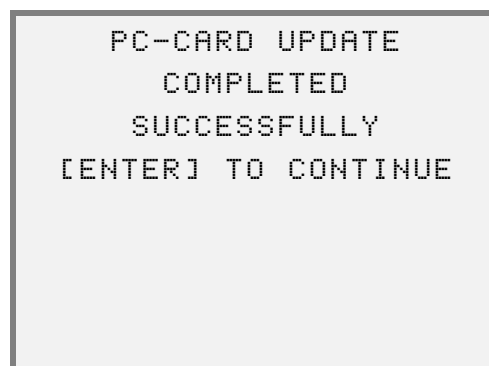 PC-CARD UPDATE
COMPLETED
SUCCESSFULLY
[ENTER] TO CONTINUE